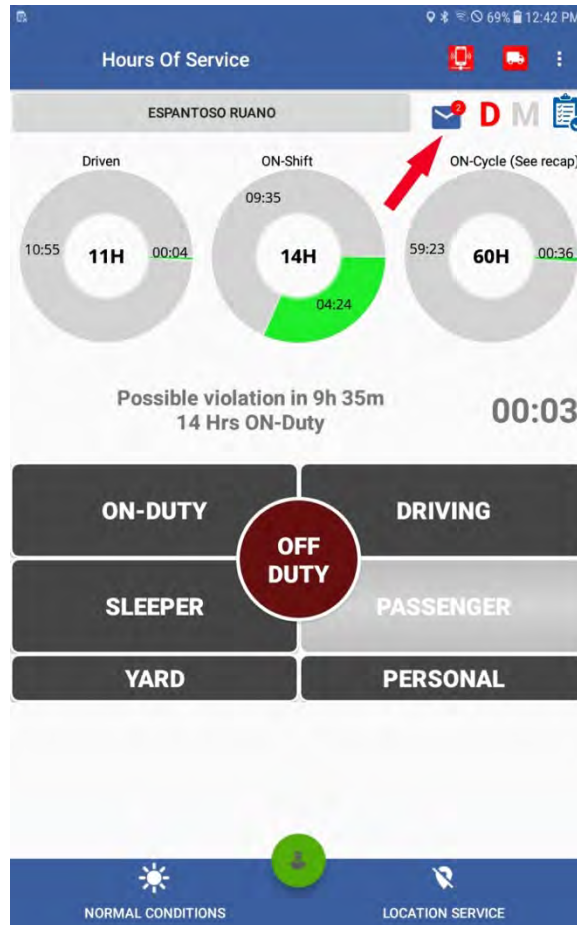 69% 12:42 PM
Hours Of Service
ESPANTOSO RUANO
2
D M
Driven
ON-Shift
ON-Cycle (See recap)
10:55
11H
00:04
09:35
14H
04:24
59:23
60H
00:36
Possible violation in 9h 35m
14 Hrs ON-Duty
00:03
ON-DUTY
DRIVING
OFF
DUTY
SLEEPER
PASSENGER
YARD
PERSONAL
NORMAL CONDITIONS
LOCATION SERVICE